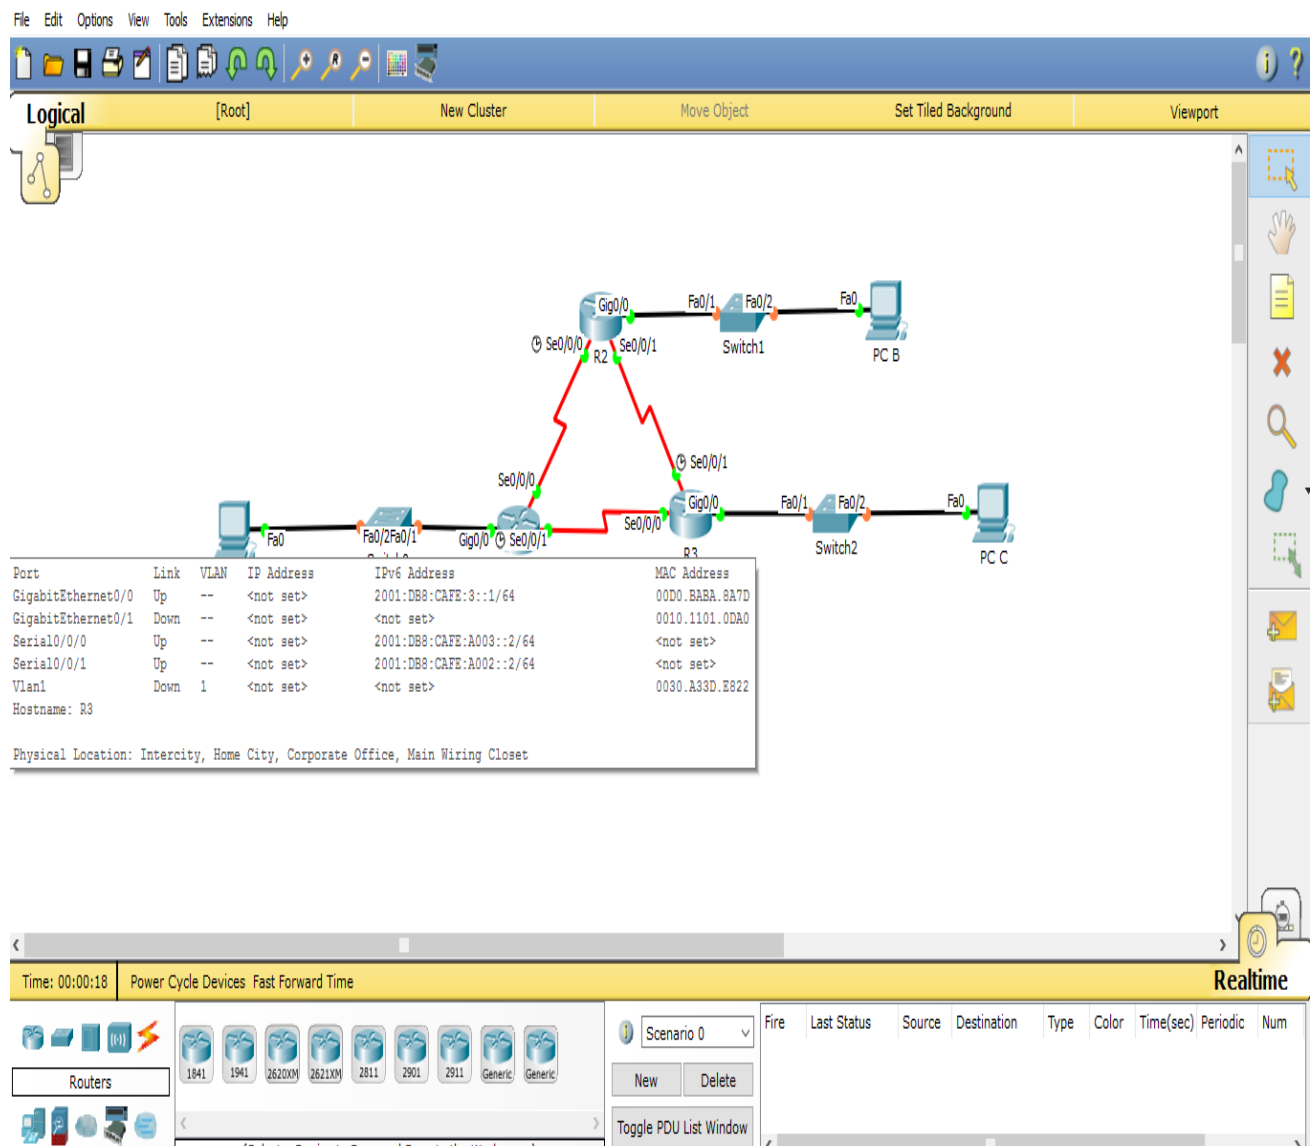 File Edit Options View Tools Extensions Help
Logical [Root] New Cluster Move Object Set Tiled Background Viewport
Gig0/0 Fa0/1 Fa0/2 Fa0
Se0/0/0 R2 Se0/0/1 Switch1 PC B
Se0/0/1
Se0/0/0
Gig0/0 Fa0/1 Fa0/2 Fa0
Se0/0/0
Fa0 Fa0/2 Fa0/1 Gig0/0 Se0/0/1
R3 Switch2 PC C
Port Link VLAN IP Address IPv6 Address MAC Address
GigabitEthernet0/0 Up -- <not set> 2001:DB8:CAFE:3::1/64 00D0.BABA.8A7D
GigabitEthernet0/1 Down -- <not set> <not set> 0010.1101.0DA0
Serial0/0/0 Up -- <not set> 2001:DB8:CAFE:A003::2/64 <not set>
Serial0/0/1 Up -- <not set> 2001:DB8:CAFE:A002::2/64 <not set>
Vlan1 Down 1 <not set> <not set> 0030.A33D.E822
Hostname: R3
Physical Location: Intercity, Home City, Corporate Office, Main Wiring Closet
Time: 00:00:18 Power Cycle Devices Fast Forward Time Realtime
Scenario 0 Fire Last Status Source Destination Type Color Time(sec) Periodic Num
1841 1941 2620XM 2621XM 2811 2901 2911 Generic Generic
Routers New Delete
Toggle PDU List Window